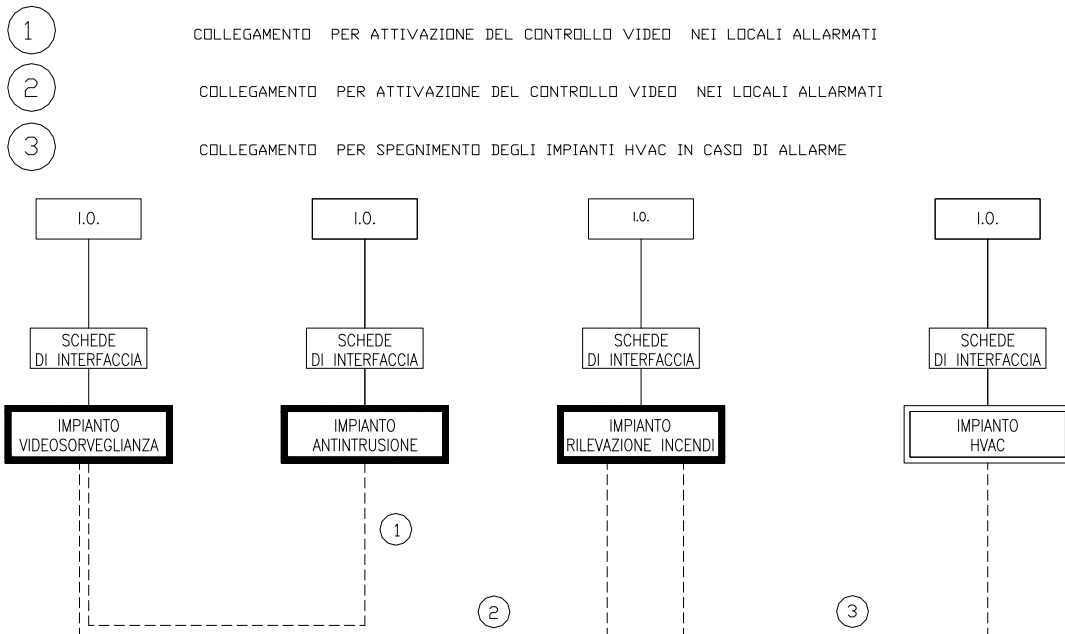 1
COLLEGAMENTO PER ATTIVAZIONE DEL CONTROLLO VIDEO NEI LOCALI ALLARMATI
2
COLLEGAMENTO PER ATTIVAZIONE DEL CONTROLLO VIDEO NEI LOCALI ALLARMATI
3
COLLEGAMENTO PER SPEGNIMENTO DEGLI IMPIANTI HVAC IN CASO DI ALLARME
I.O.
I.O.
I.O.
I.O.
SCHEDE
DI INTERFACCIA
SCHEDE
DI INTERFACCIA
SCHEDE
DI INTERFACCIA
SCHEDE
DI INTERFACCIA
IMPIANTO
VIDEOSORVEGLIANZA
IMPIANTO
ANTINTRUSIONE
IMPIANTO
RILEVAZIONE INCENDI
IMPIANTO
HVAC
1
2
3